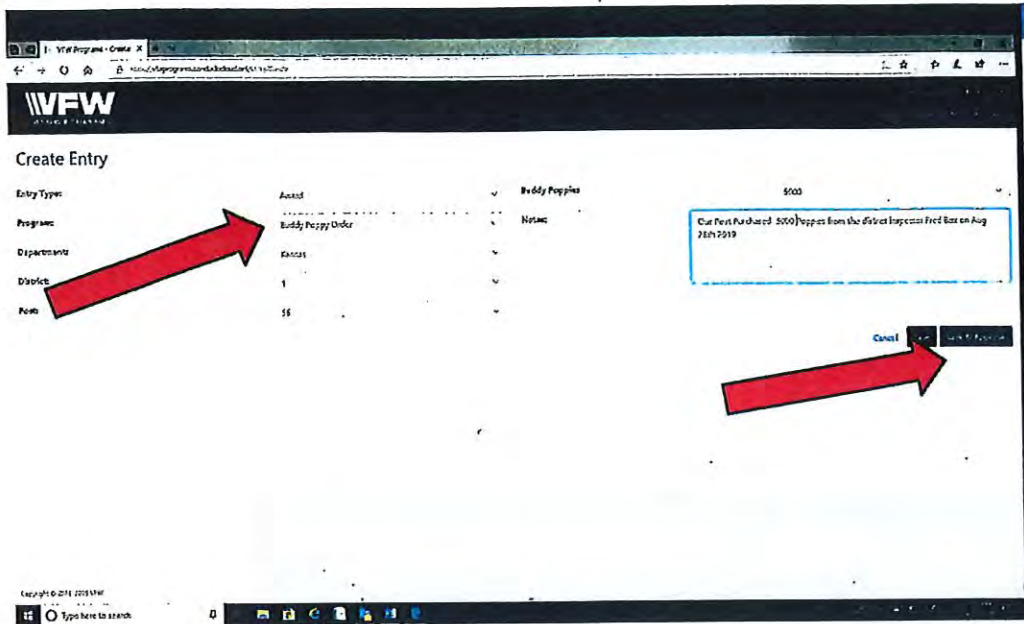 VFW Programs - Create
VFW
Create Entry
Entry Type:
Award
Buddy Poppies
5000
Program:
Buddy Poppy Order
Notes:
Our Post Purchased 5000 Poppies from the district Inspector Fred
on Aug
28th 2019
Department:
Kansas
District:
1
Post:
56
Cancel
Type here to search